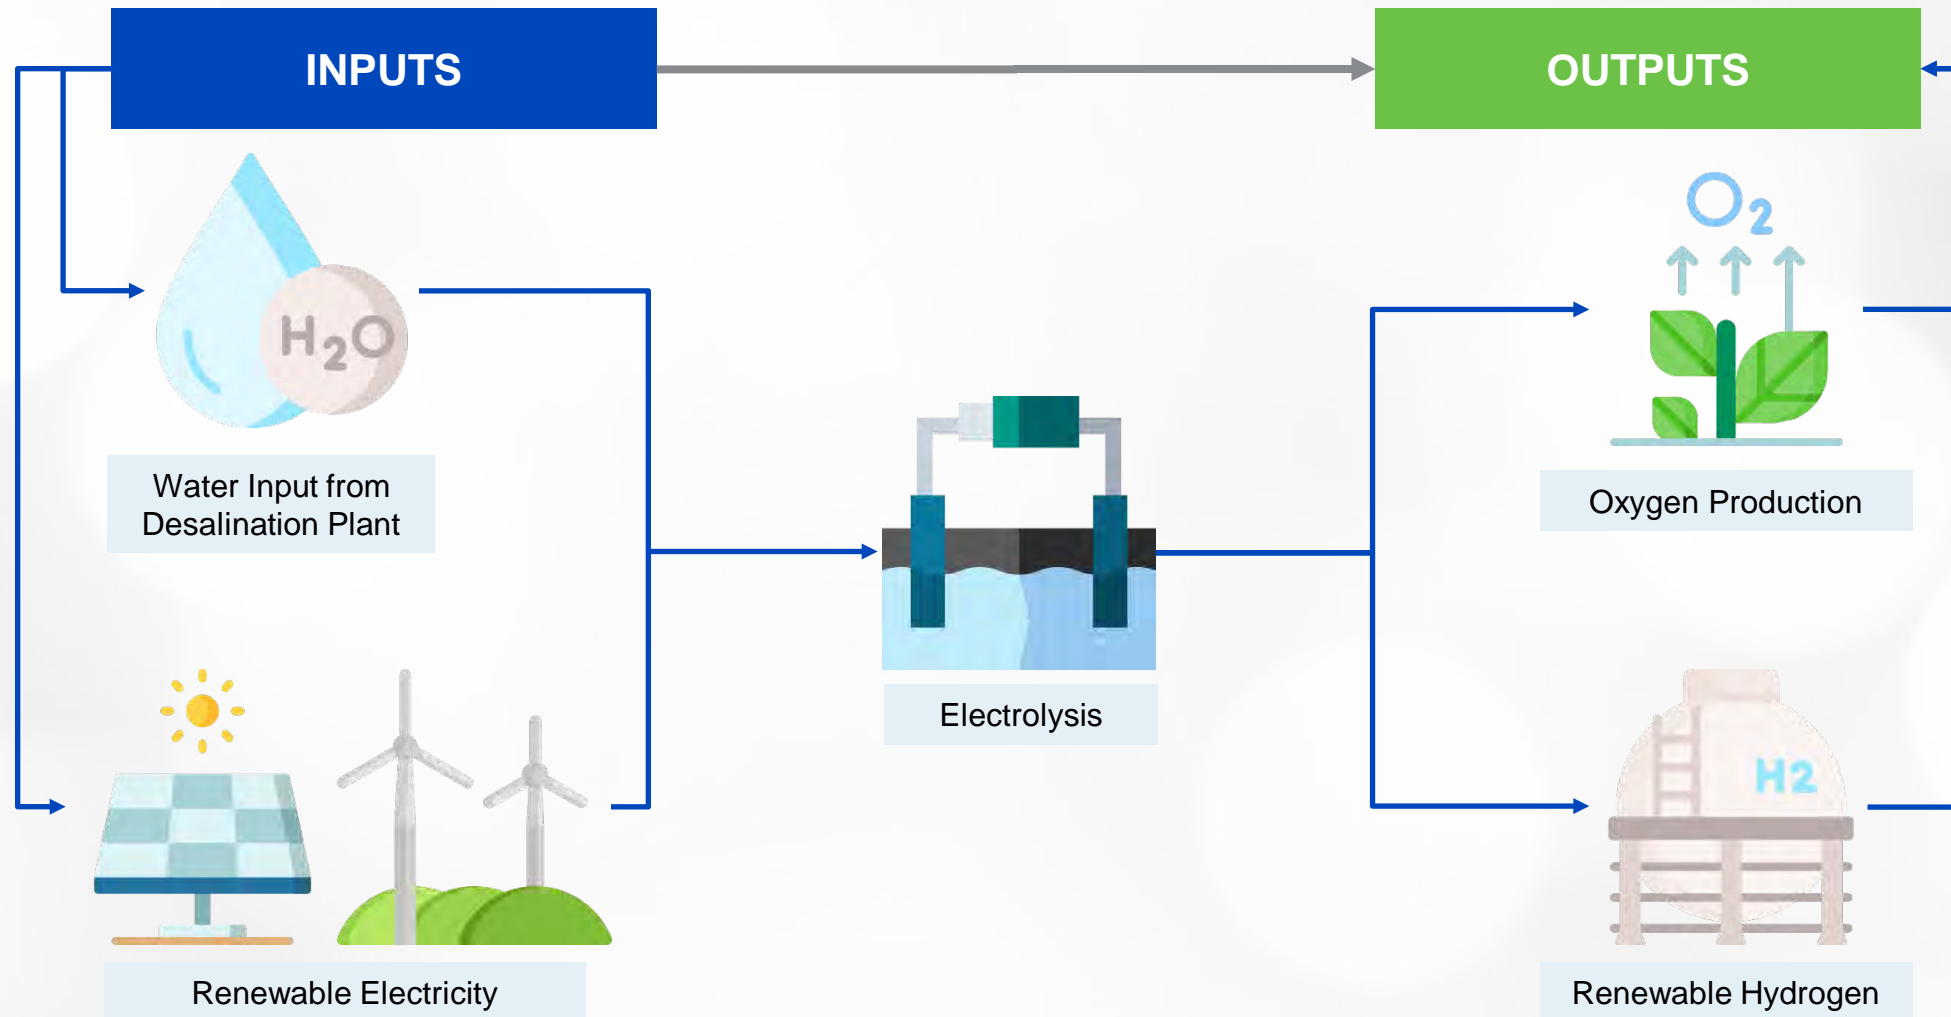 INPUTS
OUTPUTS
H₂O
Water Input from
Desalination Plant
Renewable Electricity
Electrolysis
O₂
Oxygen Production
H2
Renewable Hydrogen